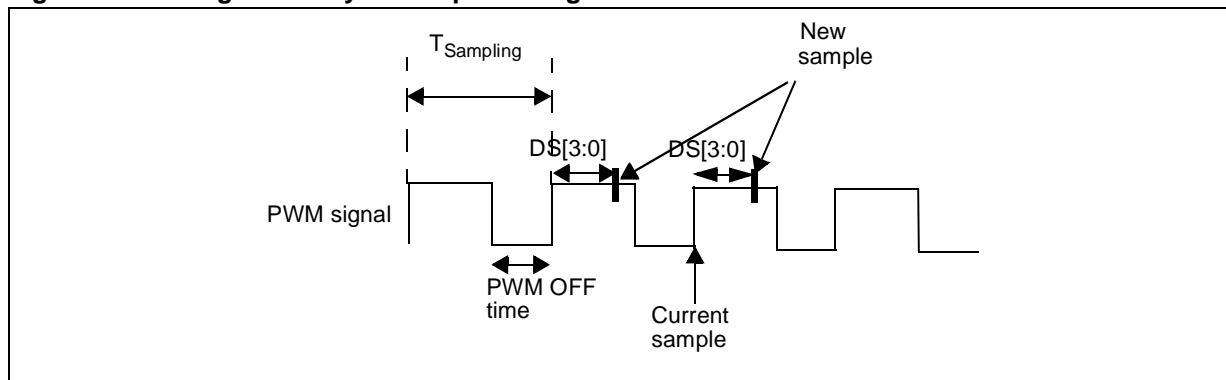 New
sample
TSampling
DS[3:0]
DS[3:0]
PWM signal
PWM OFF
time
Current
sample